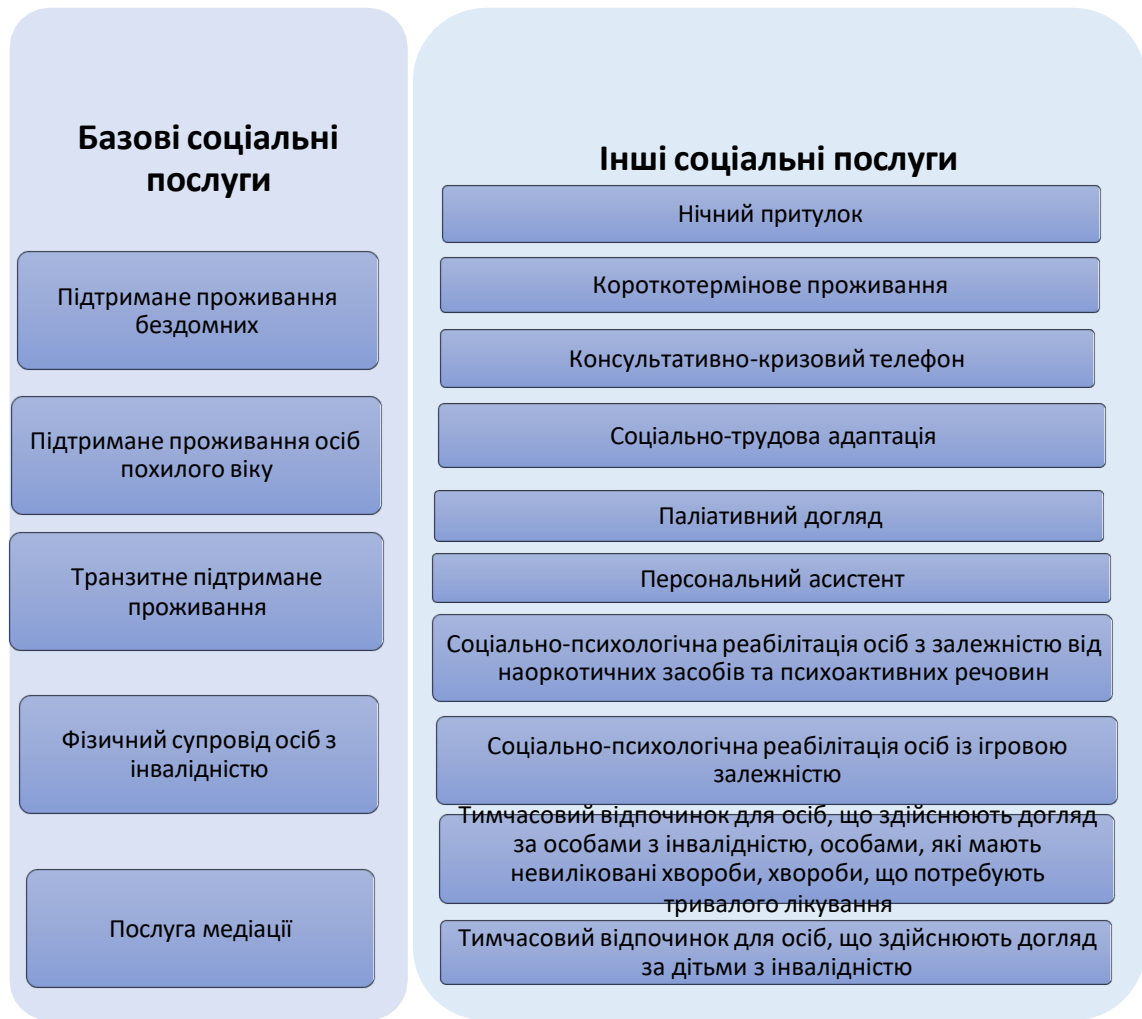 Базові соціальні
послуги
Підтримане проживання
бездомних
Підтримане проживання осіб
похилого віку
Транзитне підтримане
проживання
Фізичний супровід осіб з
інвалідністю
Послуга медіації
Інші соціальні послуги
Нічний притулок
Короткотермінове проживання
Консультативно-кризовий телефон
Соціально-трудова адаптація
Паліативний догляд
Персональний асистент
Соціально-психологічна реабілітація осіб з залежністю від
наоркотичних засобів та психоактивних речовин
Соціально-психологічна реабілітація осіб із ігровою
залежністю
Тимчасовий відпочинок для осіб, що здійснюють догляд
за особами з інвалідністю, особами, які мають
невиліковані хвороби, хвороби, що потребують
тривалого лікування
Тимчасовий відпочинок для осіб, що здійснюють догляд
за дітьми з інвалідністю